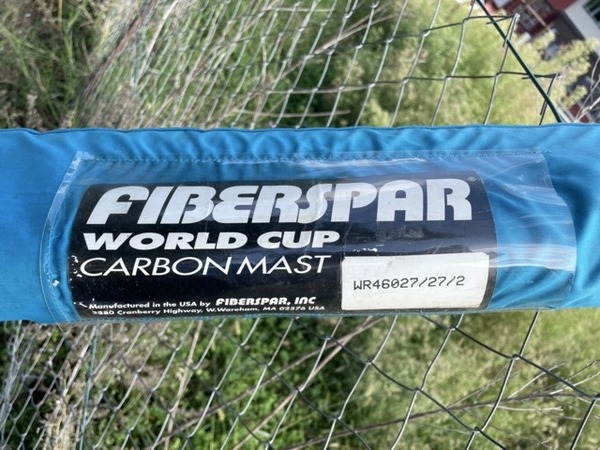 FIBERSPAR
WORLD CUP
CARBON MAST
WR46027/27/2
Manufactured in the USA by FIBERSPAR, INC
2380 Cranberry Highway, W.Wareham, MA 02576 USA